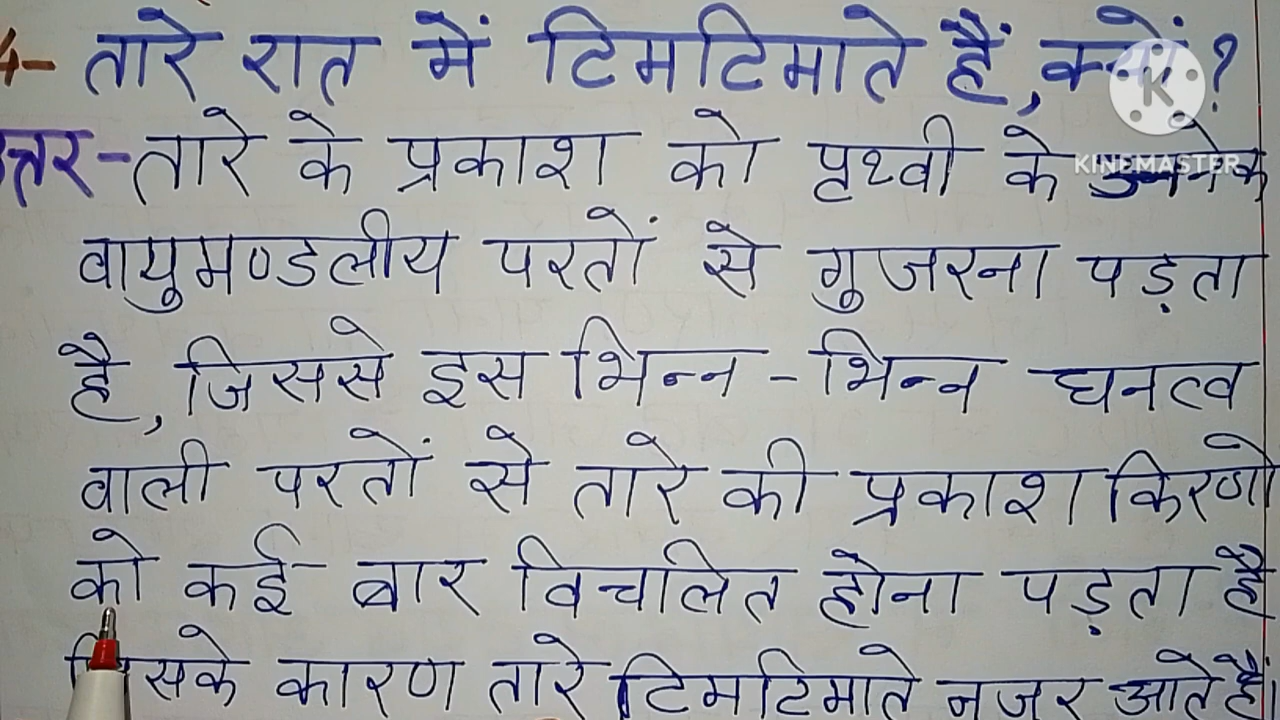 4- तारे रात में टिमटिमाते हैं, क्यों?
K
KINEMASTER
उत्तर-तारे के प्रकाश को पृथ्वी के
वायुमण्डलीय परतों से गुजरना पड़ता
है, जिससे इस भिन्न-भिन्न घनत्व
वाली परतों से तारे की प्रकाश किरणो
को कई बार विचलित होना पड़ता है
जिसके कारण तारे टिमटिमाते नजर आते है।